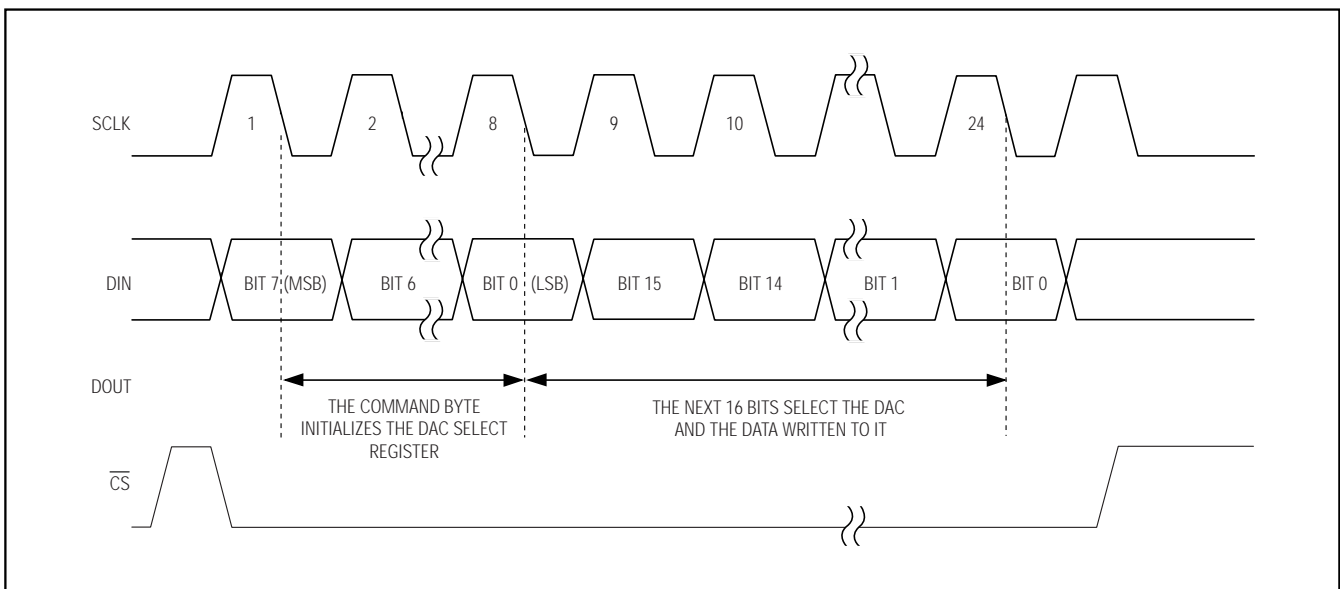 SCLK
1
2
8
9
10
24
DIN
BIT 7 (MSB)
BIT 6
BIT 0 (LSB)
BIT 15
BIT 14
BIT 1
BIT 0
DOUT
THE COMMAND BYTE
INITIALIZES THE DAC SELECT
REGISTER
THE NEXT 16 BITS SELECT THE DAC
AND THE DATA WRITTEN TO IT
C̅S̅